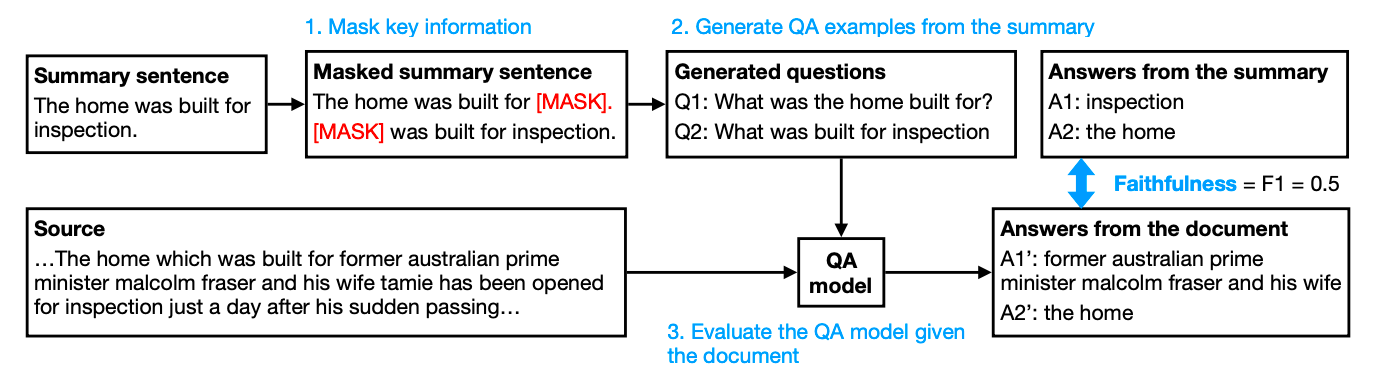 1. Mask key information
2. Generate QA examples from the summary
Summary sentence
The home was built for
inspection.
Masked summary sentence
The home was built for [MASK].
[MASK] was built for inspection.
Generated questions
Q1: What was the home built for?
Q2: What was built for inspection
Answers from the summary
A1: inspection
A2: the home
Faithfulness = F1 = 0.5
Source
…The home which was built for former australian prime
minister malcolm fraser and his wife tamie has been opened
for inspection just a day after his sudden passing…
QA
model
Answers from the document
A1’: former australian prime
minister malcolm fraser and his wife
A2’: the home
3. Evaluate the QA model given
the document